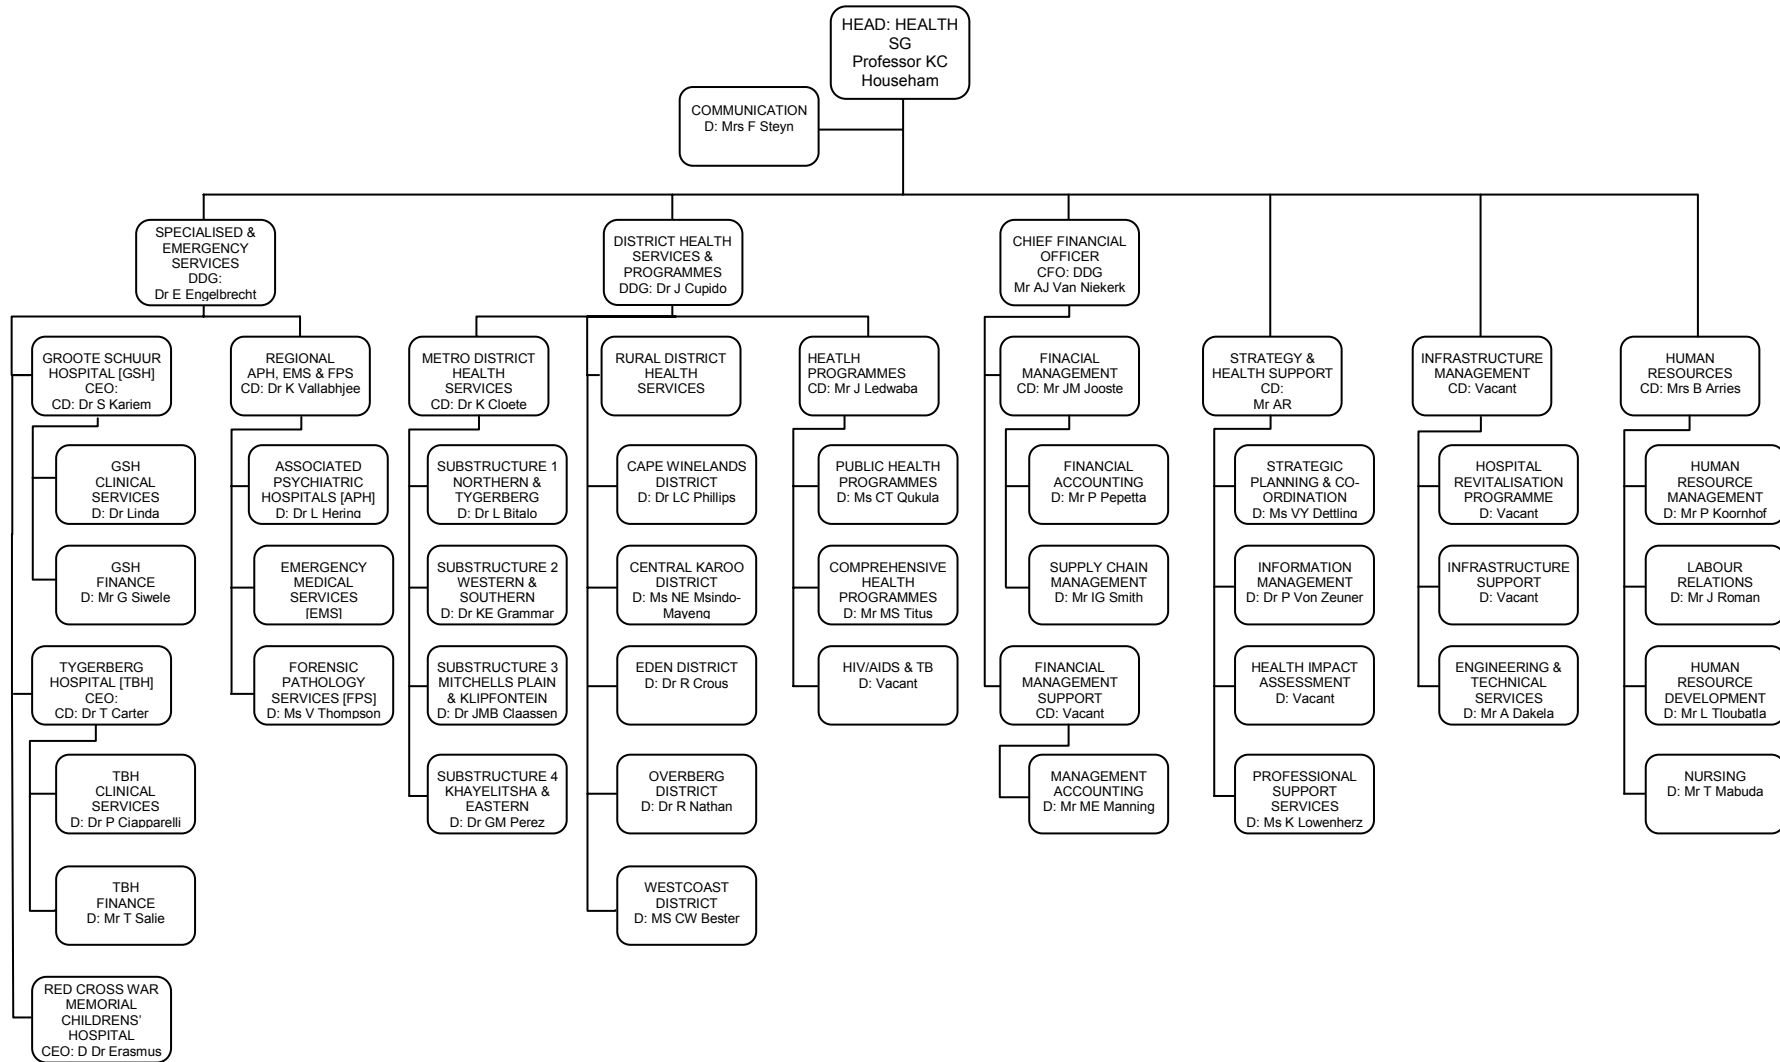 HEAD: HEALTH
SG
Professor KC
Househam
COMMUNICATION
D: Mrs F Steyn
SPECIALISED &
EMERGENCY
SERVICES
DDG:
Dr E Engelbrecht
DISTRICT HEALTH
SERVICES &
PROGRAMMES
DDG: Dr J Cupido
CHIEF FINANCIAL
OFFICER
CFO: DDG
Mr AJ Van Niekerk
GROOTE SCHUUR
HOSPITAL [GSH]
CEO:
CD: Dr S Kariem
REGIONAL
APH, EMS & FPS
CD: Dr K Vallabhjee
METRO DISTRICT
HEALTH
SERVICES
CD: Dr K Cloete
RURAL DISTRICT
HEALTH
SERVICES
HEATLH
PROGRAMMES
CD: Mr J Ledwaba
FINACIAL
MANAGEMENT
CD: Mr JM Jooste
STRATEGY &
HEALTH SUPPORT
CD:
Mr AR
INFRASTRUCTURE
MANAGEMENT
CD: Vacant
HUMAN
RESOURCES
CD: Mrs B Arries
GSH
CLINICAL
SERVICES
D: Dr Linda
ASSOCIATED
PSYCHIATRIC
HOSPITALS [APH]
D: Dr L Hering
SUBSTRUCTURE 1
NORTHERN &
TYGERBERG
D: Dr L Bitalo
CAPE WINELANDS
DISTRICT
D: Dr LC Phillips
PUBLIC HEALTH
PROGRAMMES
D: Ms CT Qukula
FINANCIAL
ACCOUNTING
D: Mr P Pepetta
STRATEGIC
PLANNING & CO-
ORDINATION
D: Ms VY Dettling
HOSPITAL
REVITALISATION
PROGRAMME
D: Vacant
HUMAN
RESOURCE
MANAGEMENT
D: Mr P Koornhof
GSH
FINANCE
D: Mr G Siwele
EMERGENCY
MEDICAL
SERVICES
[EMS]
SUBSTRUCTURE 2
WESTERN &
SOUTHERN
D: Dr KE Grammar
CENTRAL KAROO
DISTRICT
D: Ms NE Msindo-
Mayeng
COMPREHENSIVE
HEALTH
PROGRAMMES
D: Mr MS Titus
SUPPLY CHAIN
MANAGEMENT
D: Mr IG Smith
INFORMATION
MANAGEMENT
D: Dr P Von Zeuner
INFRASTRUCTURE
SUPPORT
D: Vacant
LABOUR
RELATIONS
D: Mr J Roman
TYGERBERG
HOSPITAL [TBH]
CEO:
CD: Dr T Carter
FORENSIC
PATHOLOGY
SERVICES [FPS]
D: Ms V Thompson
SUBSTRUCTURE 3
MITCHELLS PLAIN
& KLIPFONTEIN
D: Dr JMB Claassen
EDEN DISTRICT
D: Dr R Crous
HIV/AIDS & TB
D: Vacant
FINANCIAL
MANAGEMENT
SUPPORT
CD: Vacant
HEALTH IMPACT
ASSESSMENT
D: Vacant
ENGINEERING &
TECHNICAL
SERVICES
D: Mr A Dakela
HUMAN
RESOURCE
DEVELOPMENT
D: Mr L Tloubatla
TBH
CLINICAL
SERVICES
D: Dr P Ciapparelli
SUBSTRUCTURE 4
KHAYELITSHA &
EASTERN
D: Dr GM Perez
OVERBERG
DISTRICT
D: Dr R Nathan
MANAGEMENT
ACCOUNTING
D: Mr ME Manning
PROFESSIONAL
SUPPORT
SERVICES
D: Ms K Lowenherz
NURSING
D: Mr T Mabuda
TBH
FINANCE
D: Mr T Salie
WESTCOAST
DISTRICT
D: MS CW Bester
RED CROSS WAR
MEMORIAL
CHILDRENS'
HOSPITAL
CEO: D Dr Erasmus